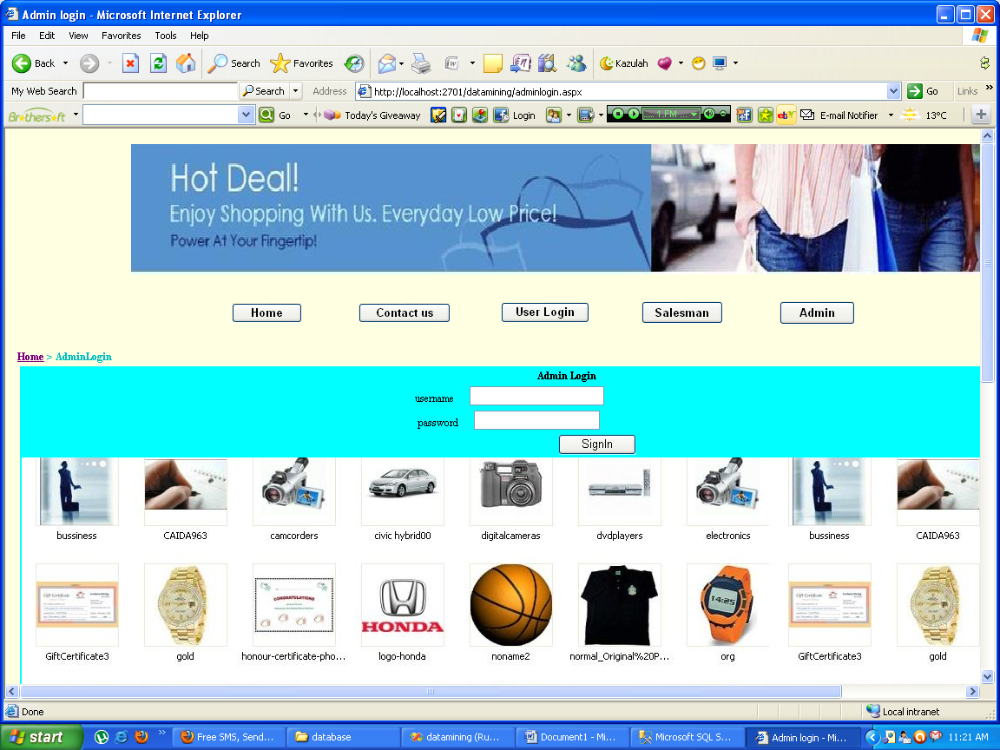 Admin login - Microsoft Internet Explorer
File Edit View Favorites Tools Help
Back Search Favorites Kazulah
My Web Search Search Address http://localhost:2701/datamining/adminlogin.aspx Go Links »
Brothersoft Go Today's Giveaway Login 1.FM ... E-mail Notifier 13°C
Hot Deal!
Enjoy Shopping With Us. Everyday Low Price!
Power At Your Fingertip!
Home Contact us User Login Salesman Admin
Home > AdminLogin
Admin Login
username
password
SignIn
bussiness CAIDA963 camcorders civic hybrid00 digitalcameras dvdplayers electronics bussiness CAIDA963
CONGRATULATIONS
HONDA
14:25
GiftCertificate3 gold honour-certificate-pho... logo-honda noname2 normal_Original%20P... org GiftCertificate3 gold
Done Local intranet
start Free SMS, Send... database datamining (Ru... Document1 - Mi... Microsoft SQL S... Admin login - Mi... 11:21 AM